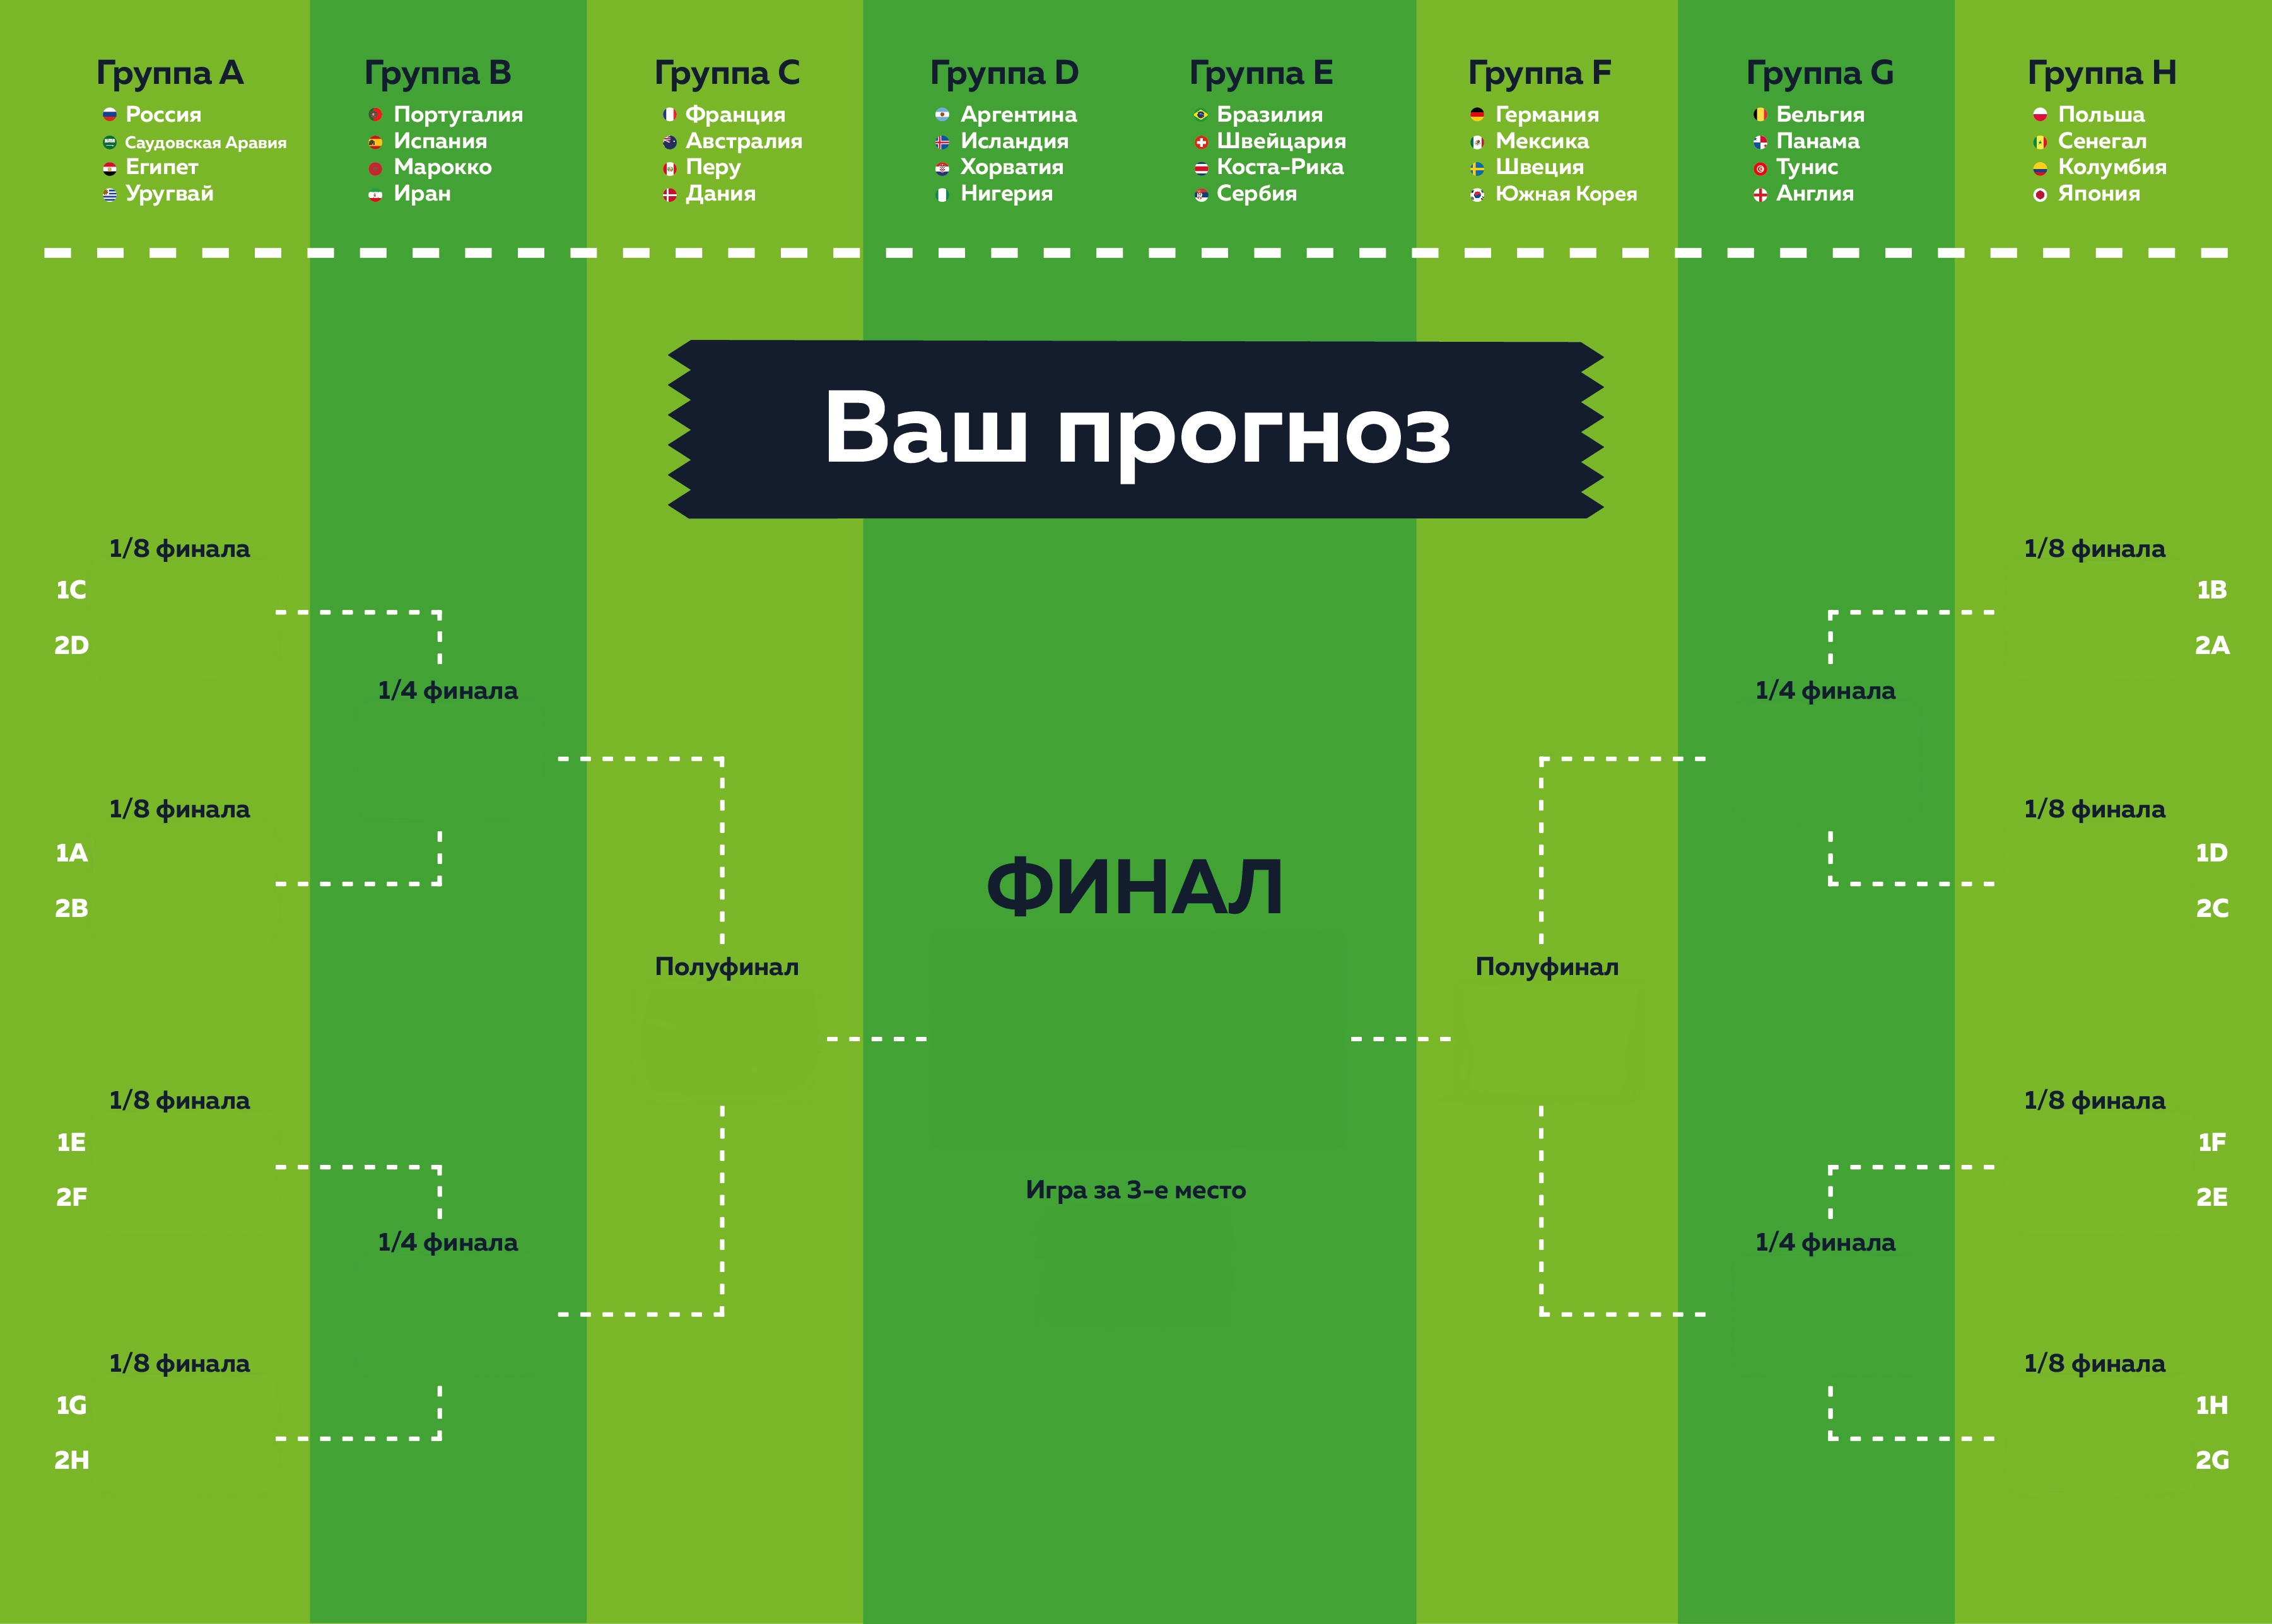 Группа A
Россия
Саудовская Аравия
Египет
Уругвай
Группа B
Португалия
Испания
Марокко
Иран
Группа C
Франция
Австралия
Перу
Дания
Группа D
Аргентина
Исландия
Хорватия
Нигерия
Группа E
Бразилия
Швейцария
Коста-Рика
Сербия
Группа F
Германия
Мексика
Швеция
Южная Корея
Группа G
Бельгия
Панама
Тунис
Англия
Группа H
Польша
Сенегал
Колумбия
Япония
Ваш прогноз
1/8 финала
1C
2D
1/4 финала
1/8 финала
1A
2B
Полуфинал
1/8 финала
1E
2F
1/4 финала
1/8 финала
1G
2H
ФИНАЛ
Игра за 3-е место
1/8 финала
1B
2A
1/4 финала
1/8 финала
1D
2C
Полуфинал
1/8 финала
1F
2E
1/4 финала
1/8 финала
1H
2G